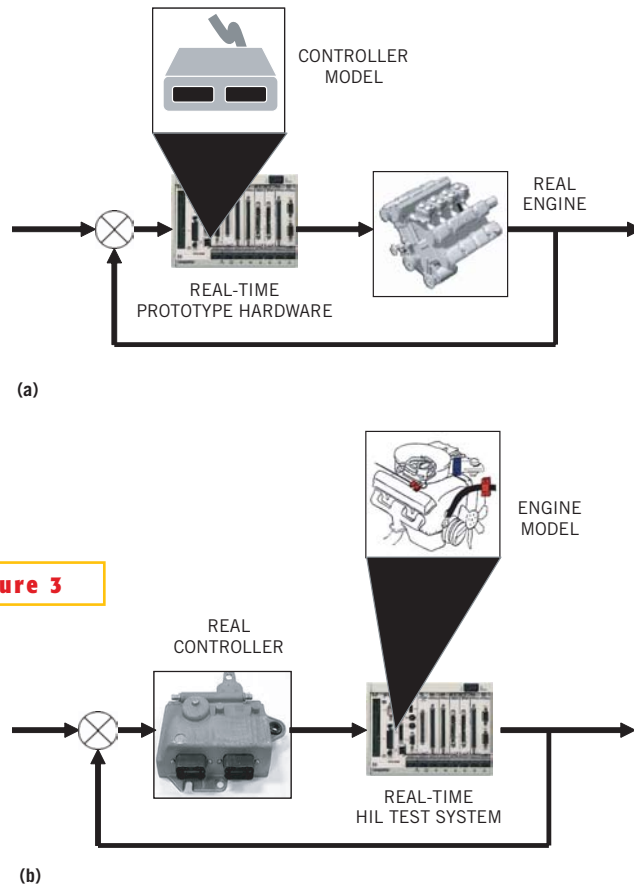 CONTROLLER
MODEL
REAL
ENGINE
REAL-TIME
PROTOTYPE HARDWARE
(a)
ENGINE
MODEL
ure 3
REAL
CONTROLLER
REAL-TIME
HIL TEST SYSTEM
(b)